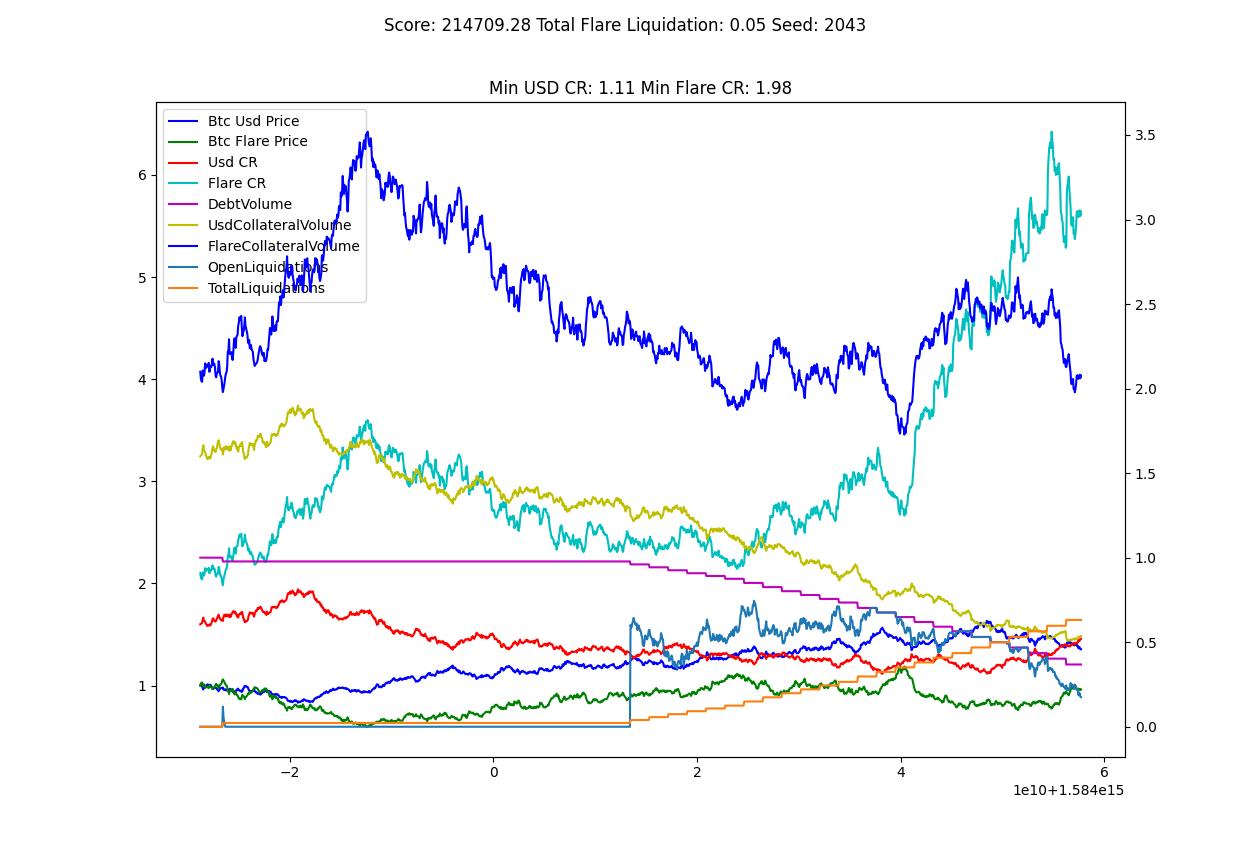 Score: 214709.28 Total Flare Liquidation: 0.05 Seed: 2043
Min USD CR: 1.11 Min Flare CR: 1.98
Btc Usd Price
Btc Flare Price
Usd CR
Flare CR
DebtVolume
UsdCollateralVolume
FlareCollateralVolume
OpenLiquidations
TotalLiquidations
6
5
4
3
2
1
3.5
3.0
2.5
2.0
1.5
1.0
0.5
0.0
−2 0 2 4 6
1e10+1.584e15